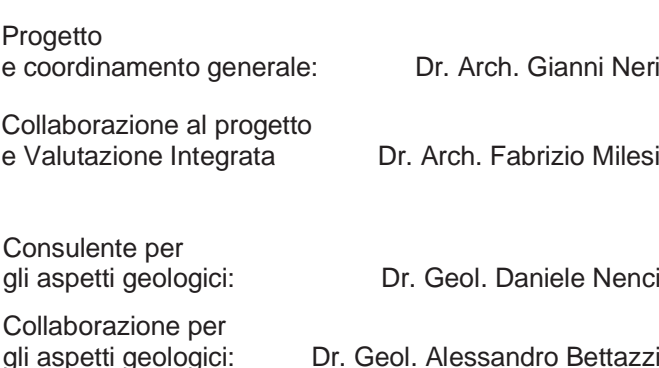 Progetto
e coordinamento generale: Dr. Arch. Gianni Neri
Collaborazione al progetto
e Valutazione Integrata Dr. Arch. Fabrizio Milesi
Consulente per
gli aspetti geologici: Dr. Geol. Daniele Nenci
Collaborazione per
gli aspetti geologici: Dr. Geol. Alessandro Bettazzi